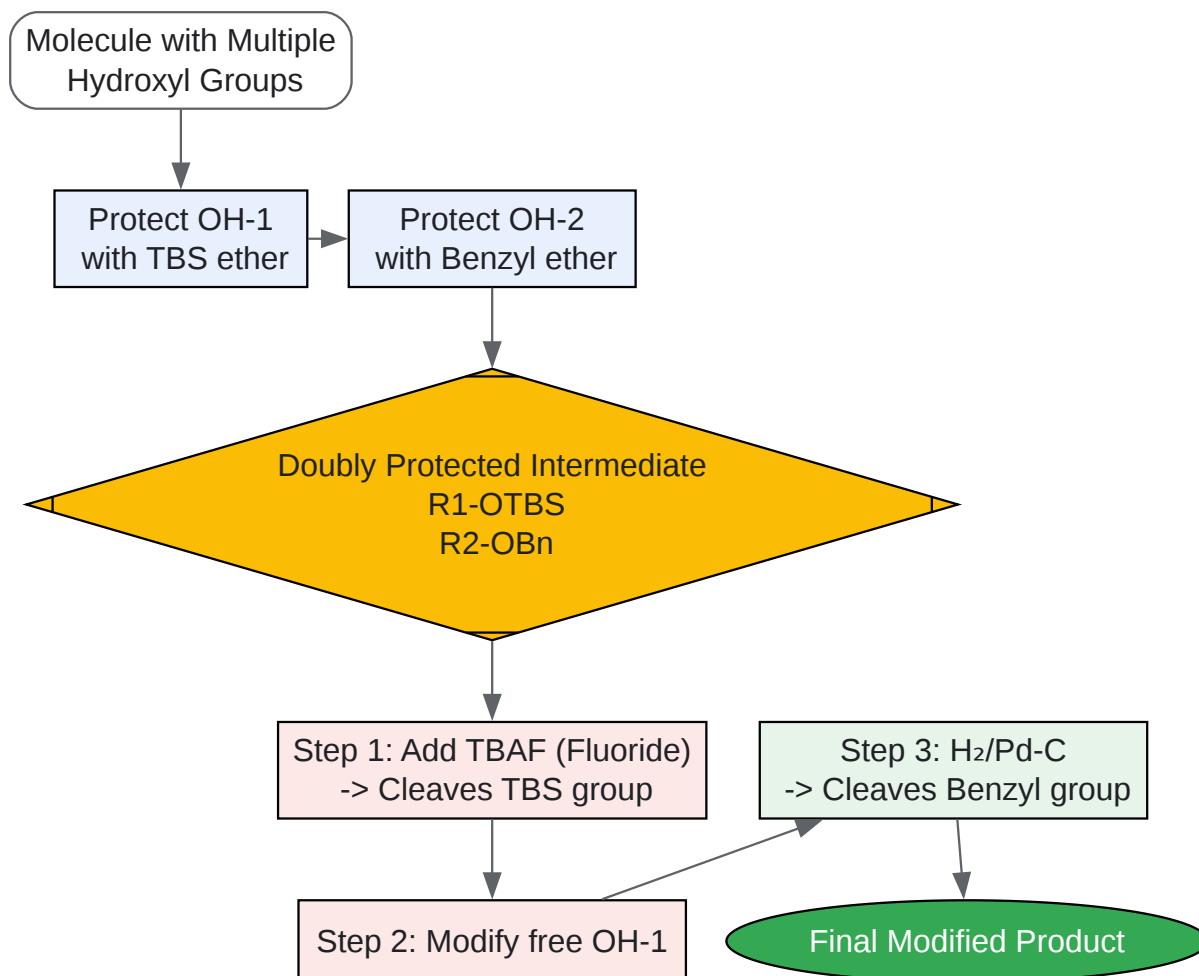 Molecule with Multiple
Hydroxyl Groups
Protect OH-1
with TBS ether
Protect OH-2
with Benzyl ether
Doubly Protected Intermediate
R1-OTBS
R2-OBn
Step 1: Add TBAF (Fluoride)
-> Cleaves TBS group
Step 2: Modify free OH-1
Step 3: H₂/Pd-C
-> Cleaves Benzyl group
Final Modified Product